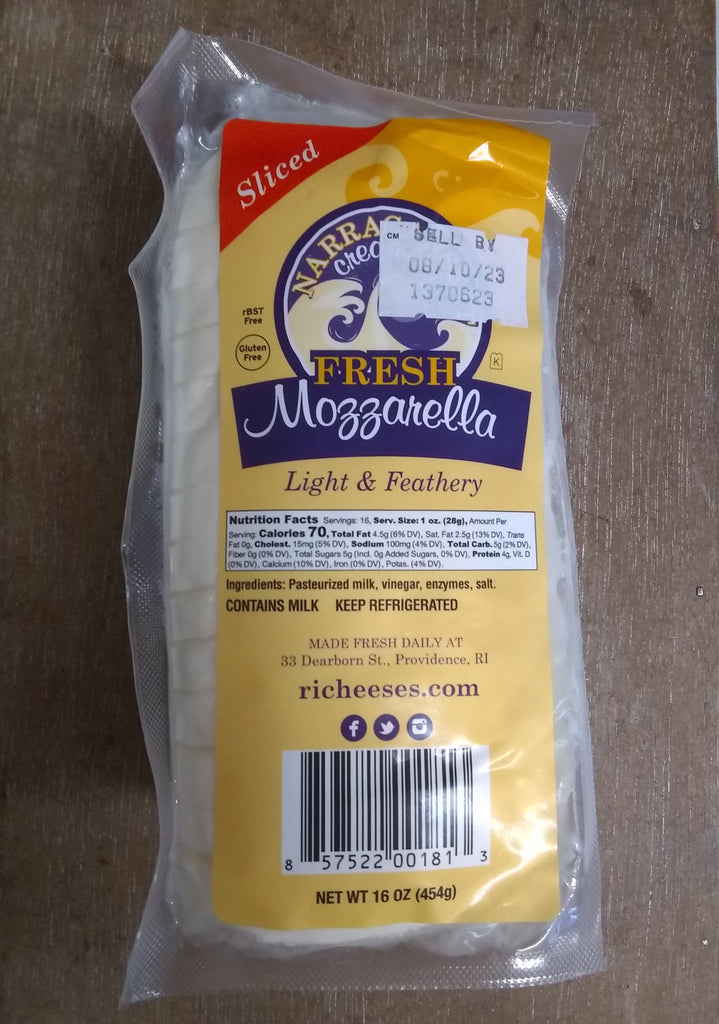 Sliced
NARRAG
Crea
CM SELL BY
08/10/23
1370623
rBST
Free
Gluten
Free
K
FRESH
Mozzarella
Light & Feathery
Nutrition Facts Servings: 16, Serv. Size: 1 oz. (28g), Amount Per
Serving: Calories 70, Total Fat 4.5g (6% DV), Sat. Fat 2.5g (13% DV), Trans
Fat 0g, Cholest. 15mg (5% DV), Sodium 100mg (4% DV), Total Carb. 5g (2% DV),
Fiber 0g (0% DV), Total Sugars 5g (Incl. 0g Added Sugars, 0% DV), Protein 4g, Vit. D
(0% DV), Calcium (10% DV), Iron (0% DV), Potas. (4% DV).
Ingredients: Pasteurized milk, vinegar, enzymes, salt.
CONTAINS MILK KEEP REFRIGERATED
MADE FRESH DAILY AT
33 Dearborn St., Providence, RI
richeeses.com
8 57522 00181 3
NET WT 16 OZ (454g)